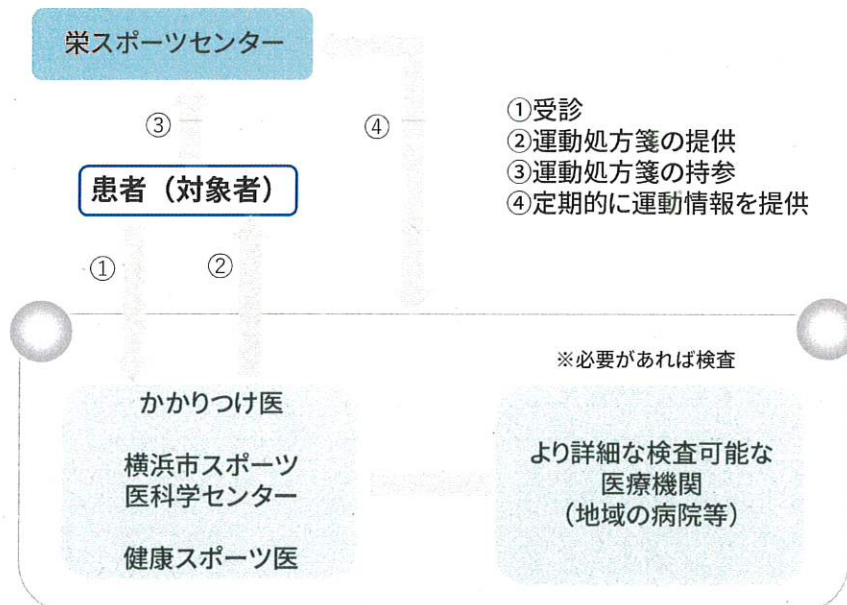 栄スポーツセンター
③
④
①受診
②運動処方箋の提供
③運動処方箋の持参
④定期的に運動情報を提供
患者（対象者）
①
②
※必要があれば検査
かかりつけ医
横浜市スポーツ
医科学センター
健康スポーツ医
より詳細な検査可能な
医療機関
（地域の病院等）